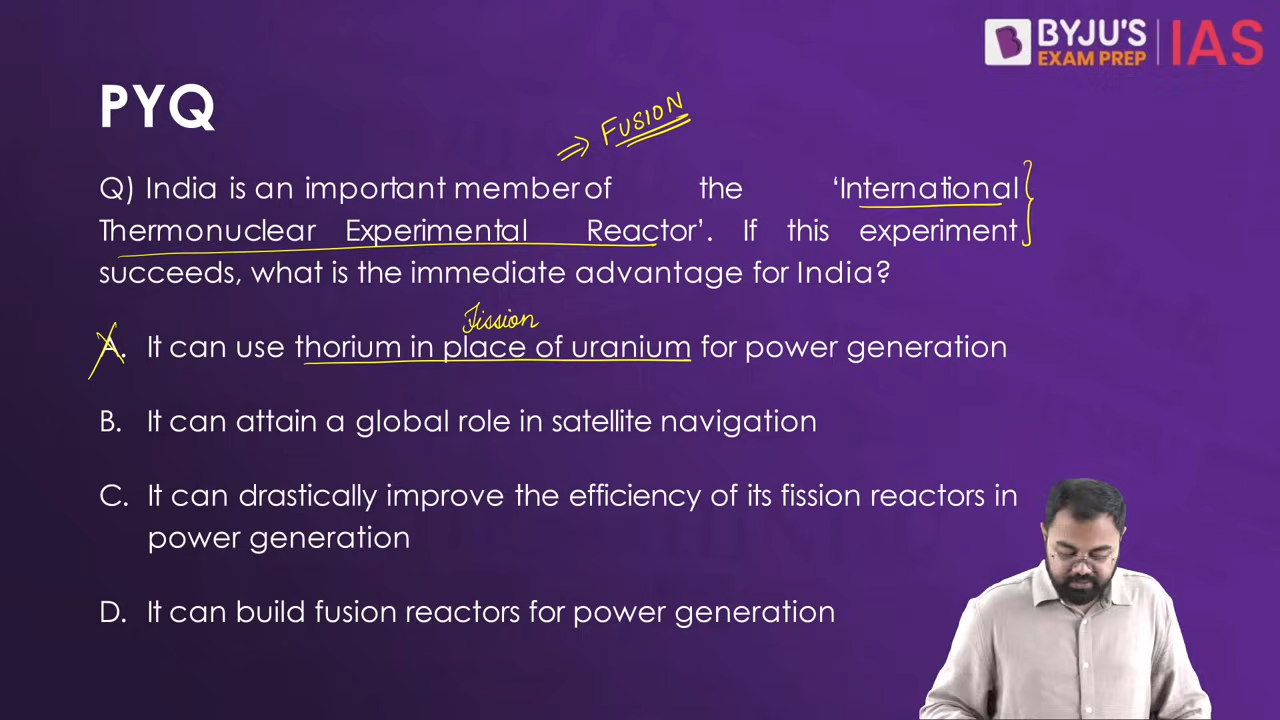 BYJU'S IAS
EXAM PREP
PYQ
⇒ FUSION
Q) India is an important member of the ‘International
Thermonuclear Experimental Reactor’. If this experiment
succeeds, what is the immediate advantage for India?
Fission
A. It can use thorium in place of uranium for power generation
B. It can attain a global role in satellite navigation
C. It can drastically improve the efficiency of its fission reactors in
power generation
D. It can build fusion reactors for power generation